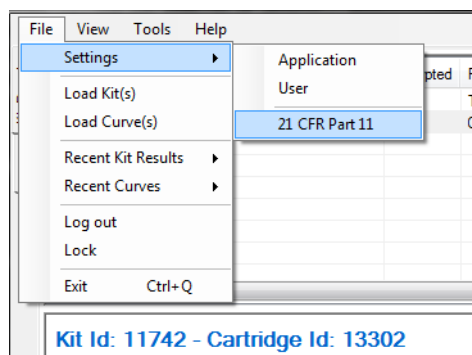 File View Tools Help
Settings
Application
User
21 CFR Part 11
Load Kit(s)
Load Curve(s)
Recent Kit Results
Recent Curves
Log out
Lock
Exit Ctrl+Q
Kit Id: 11742 - Cartridge Id: 13302